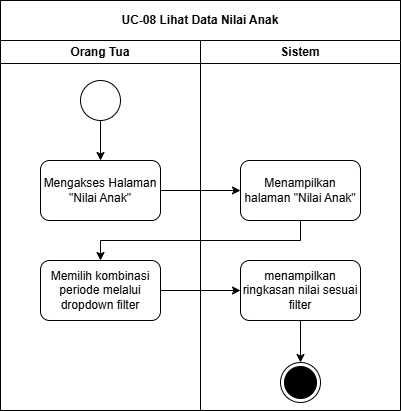 UC-08 Lihat Data Nilai Anak
Orang Tua
Sistem
Mengakses Halaman
"Nilai Anak"
Menampilkan
halaman "Nilai Anak"
Memilih kombinasi
periode melalui
dropdown filter
menampilkan
ringkasan nilai sesuai
filter